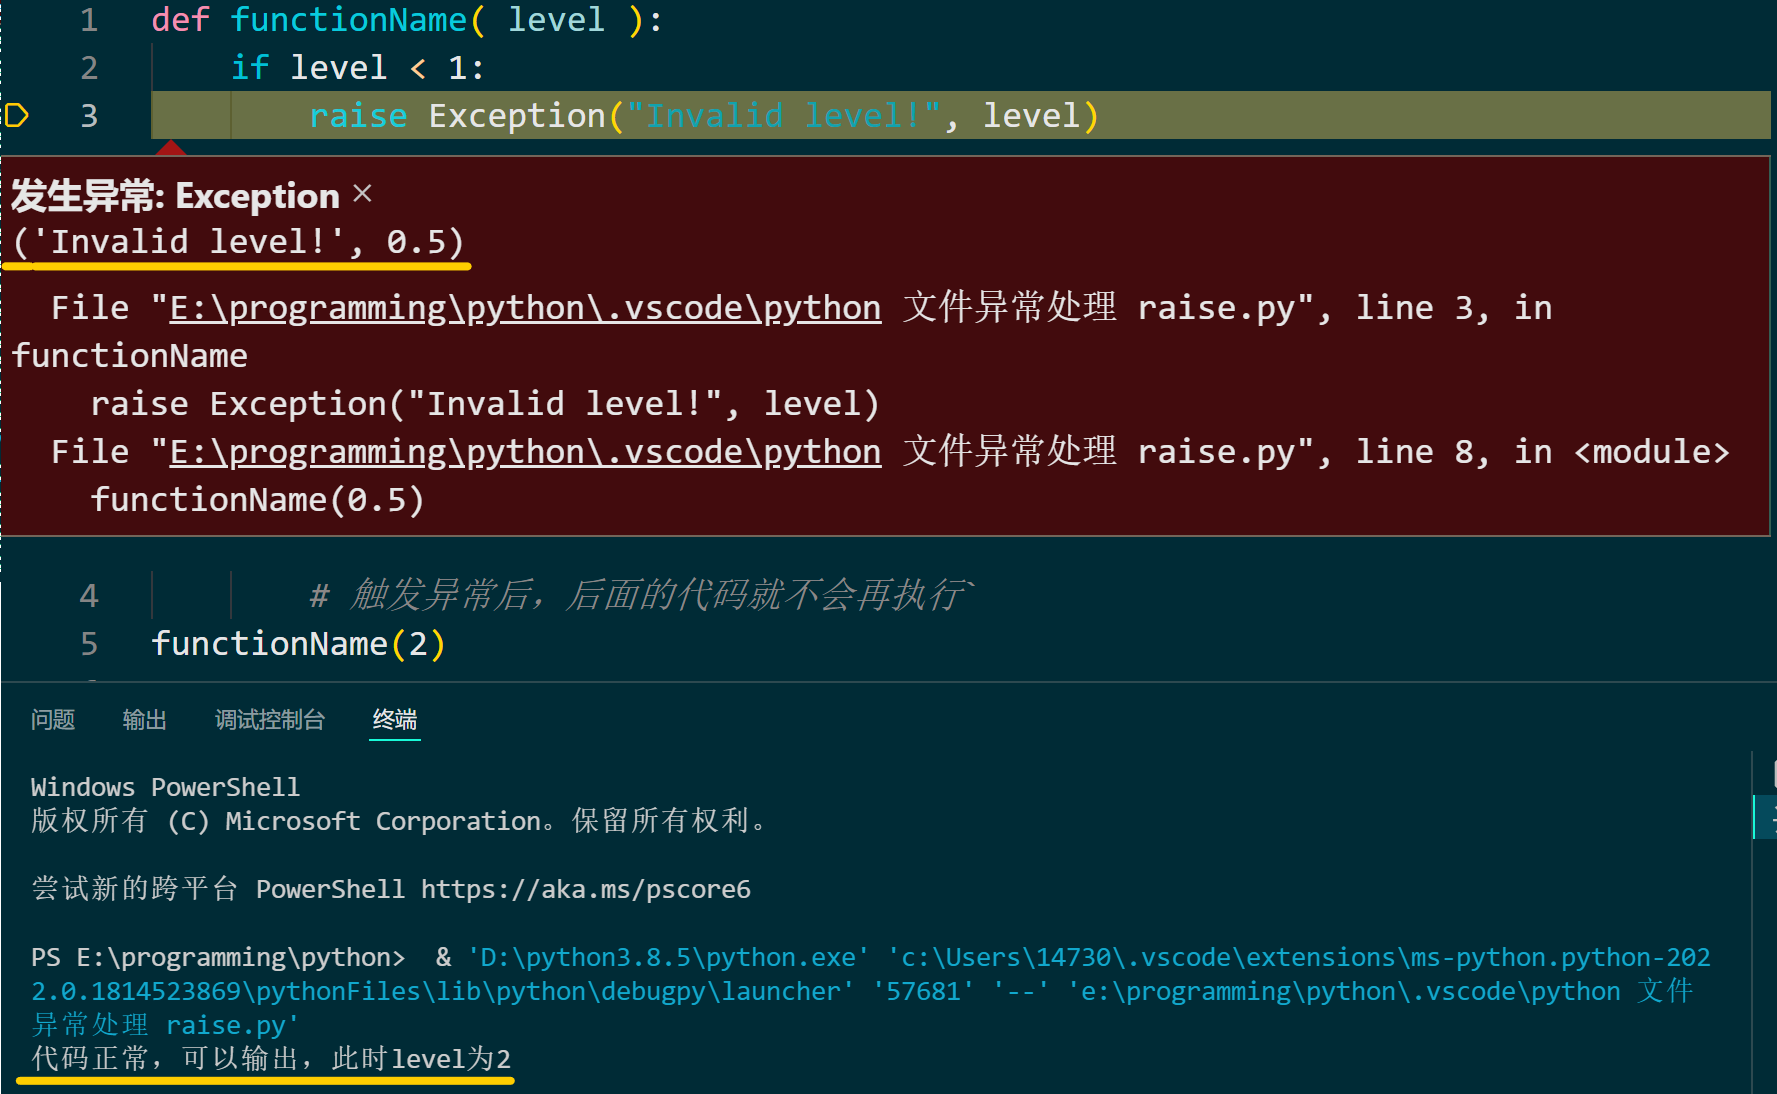 1 def functionName( level ):
2 if level < 1:
3 raise Exception("Invalid level!", level)
发生异常: Exception ×
('Invalid level!', 0.5)
File "E:\programming\python\.vscode\python 文件异常处理 raise.py", line 3, in
functionName
raise Exception("Invalid level!", level)
File "E:\programming\python\.vscode\python 文件异常处理 raise.py", line 8, in <module>
functionName(0.5)
4 # 触发异常后，后面的代码就不会再执行`
5 functionName(2)
问题 输出 调试控制台 终端
Windows PowerShell
版权所有 (C) Microsoft Corporation。保留所有权利。
尝试新的跨平台 PowerShell https://aka.ms/pscore6
PS E:\programming\python> & 'D:\python3.8.5\python.exe' 'c:\Users\14730\.vscode\extensions\ms-python.python-202
2.0.1814523869\pythonFiles\lib\python\debugpy\launcher' '57681' '--' 'e:\programming\python\.vscode\python 文件
异常处理 raise.py'
代码正常，可以输出，此时level为2